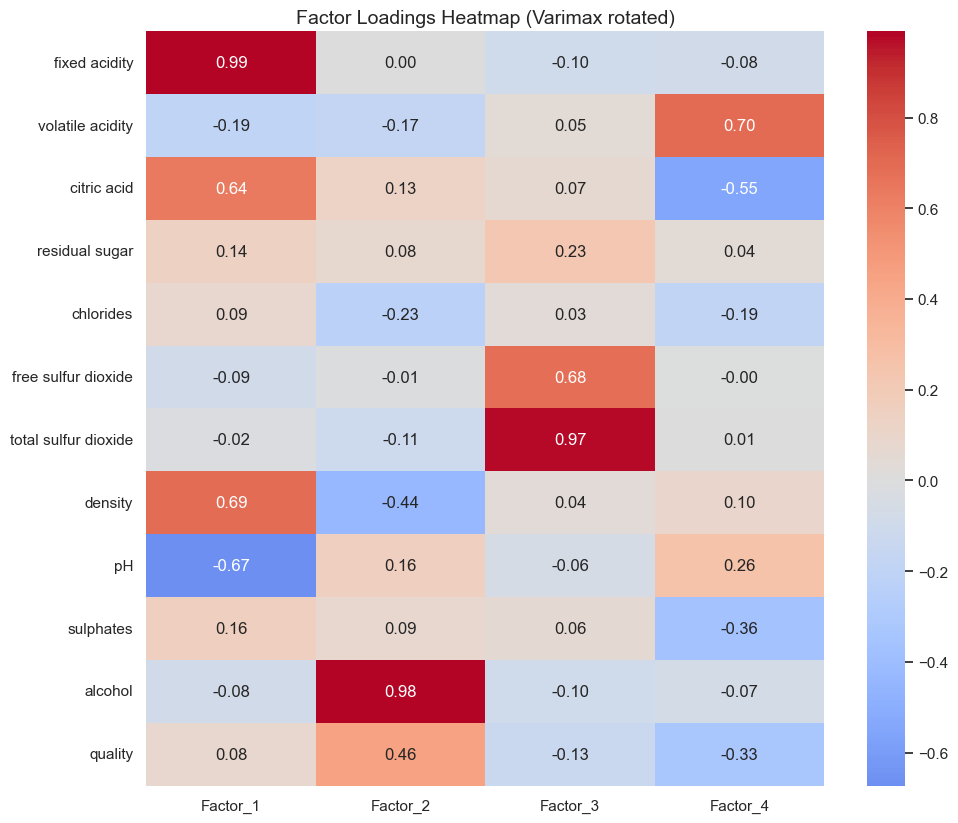 Factor Loadings Heatmap (Varimax rotated)
fixed acidity 0.99 0.00 -0.10 -0.08
volatile acidity -0.19 -0.17 0.05 0.70
citric acid 0.64 0.13 0.07 -0.55
residual sugar 0.14 0.08 0.23 0.04
chlorides 0.09 -0.23 0.03 -0.19
free sulfur dioxide -0.09 -0.01 0.68 -0.00
total sulfur dioxide -0.02 -0.11 0.97 0.01
density 0.69 -0.44 0.04 0.10
pH -0.67 0.16 -0.06 0.26
sulphates 0.16 0.09 0.06 -0.36
alcohol -0.08 0.98 -0.10 -0.07
quality 0.08 0.46 -0.13 -0.33
Factor_1 Factor_2 Factor_3 Factor_4
0.8
0.6
0.4
0.2
0.0
−0.2
−0.4
−0.6